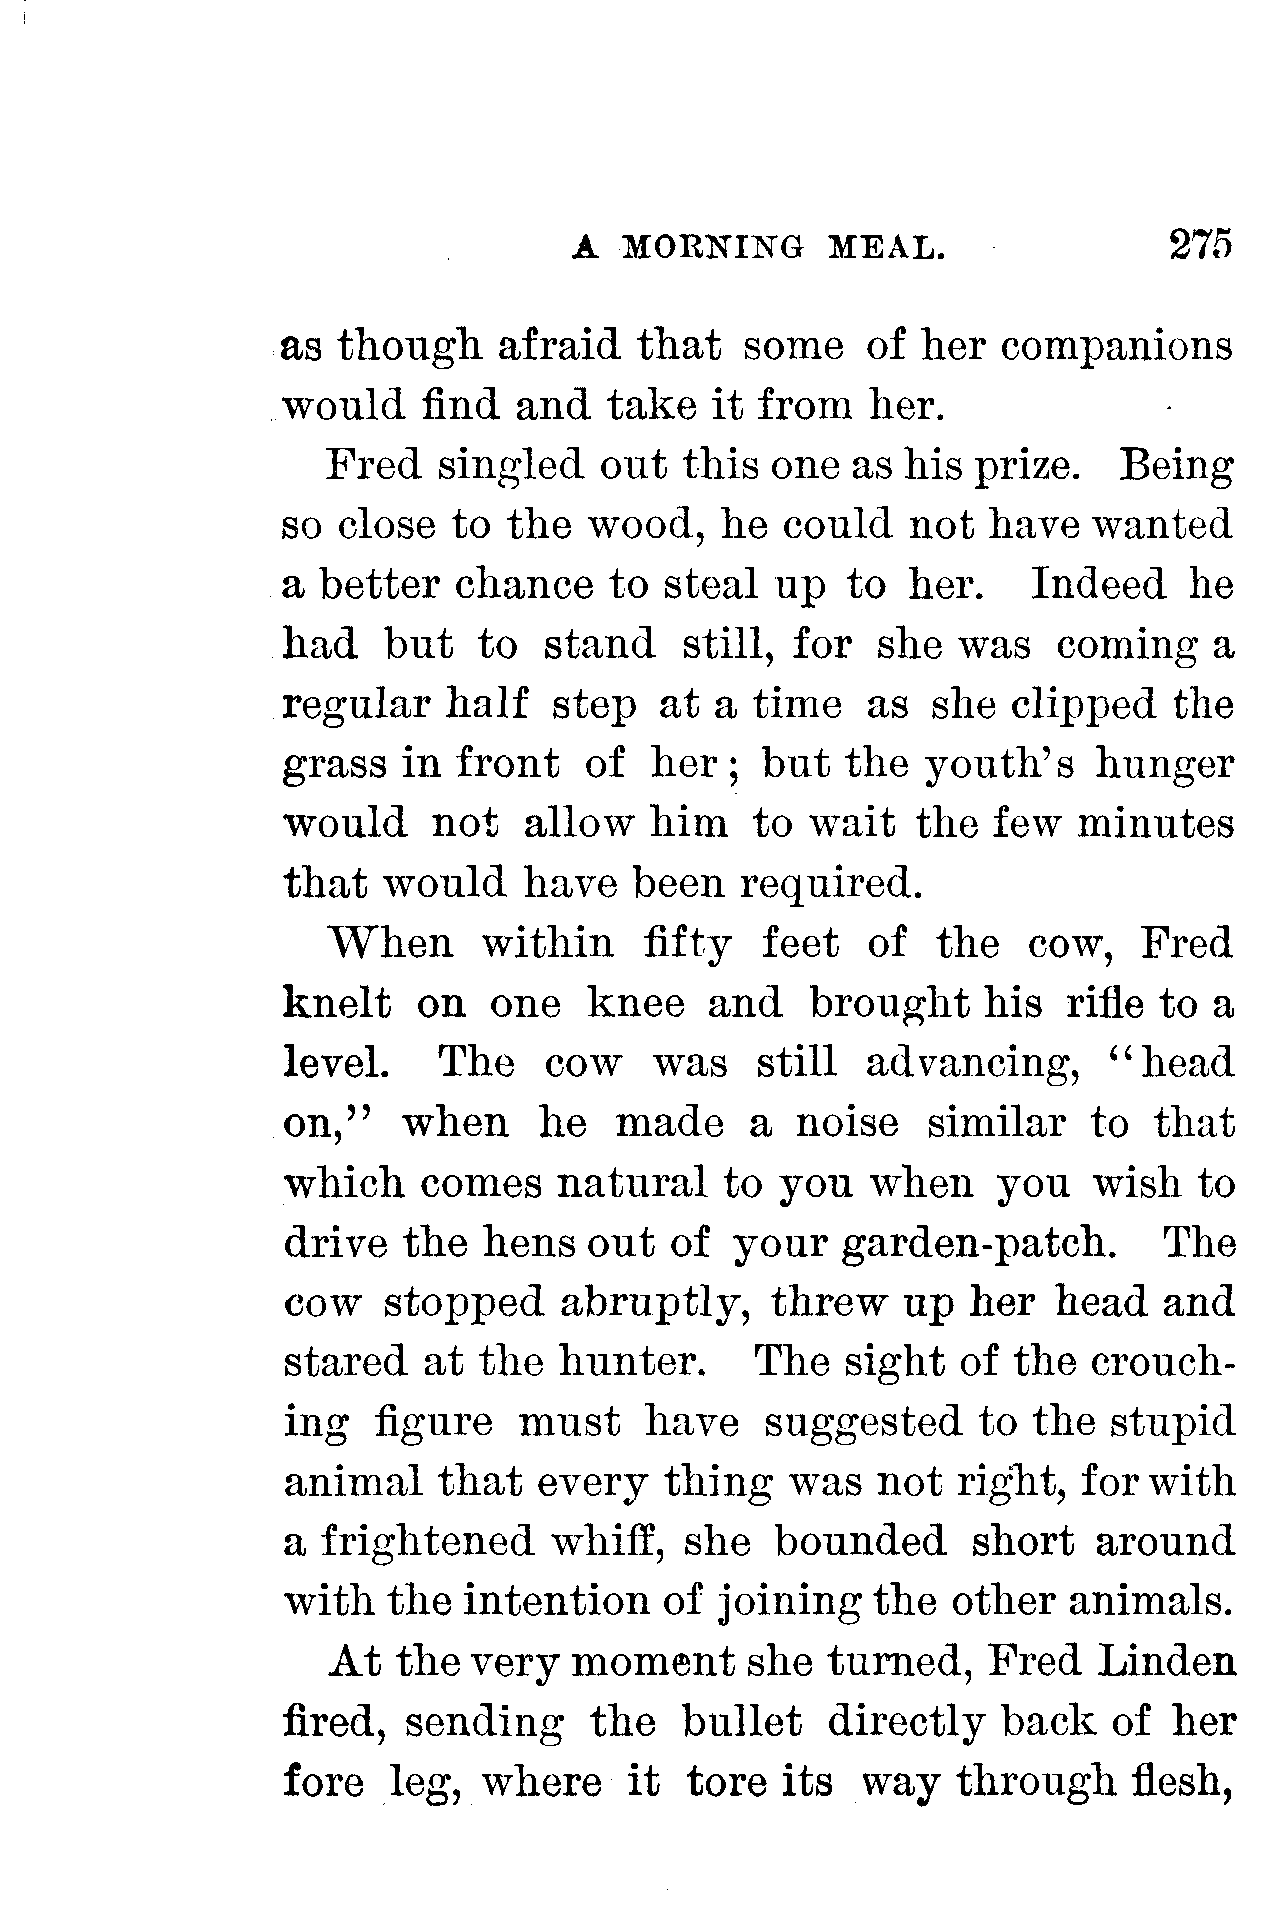 A MORNING MEAL. 275
as though afraid that some of her companions
would find and take it from her.
Fred singled out this one as his prize. Being
so close to the wood, he could not have wanted
a better chance to steal up to her. Indeed he
had but to stand still, for she was coming a
regular half step at a time as she clipped the
grass in front of her; but the youth's hunger
would not allow him to wait the few minutes
that would have been required.
When within fifty feet of the cow, Fred
knelt on one knee and brought his rifle to a
level. The cow was still advancing, "head
on," when he made a noise similar to that
which comes natural to you when you wish to
drive the hens out of your garden-patch. The
cow stopped abruptly, threw up her head and
stared at the hunter. The sight of the crouch-
ing figure must have suggested to the stupid
animal that every thing was not right, for with
a frightened whiff, she bounded short around
with the intention of joining the other animals.
At the very moment she turned, Fred Linden
fired, sending the bullet directly back of her
fore leg, where it tore its way through flesh,